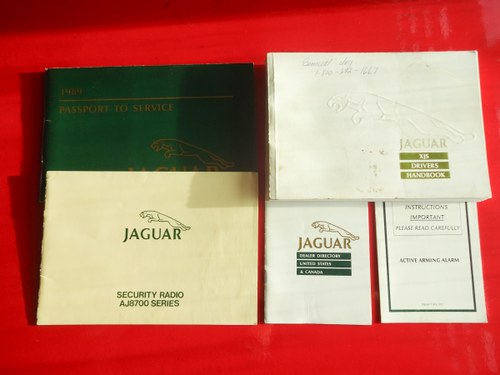 1989
PASSPORT TO SERVICE
JAGUAR
JAGUAR
XJS
DRIVERS
HANDBOOK
JAGUAR
SECURITY RADIO
AJ8700 SERIES
JAGUAR
DEALER DIRECTORY
UNITED STATES
& CANADA
INSTRUCTIONS
IMPORTANT
PLEASE READ CAREFULLY
ACTIVE ARMING ALARM